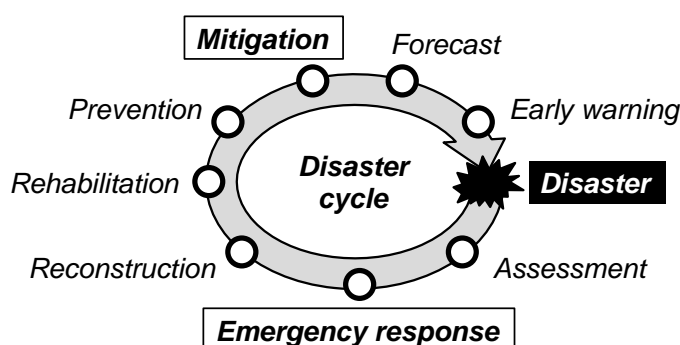 Mitigation
Forecast
Prevention
Early warning
Rehabilitation
Disaster
cycle
Disaster
Reconstruction
Assessment
Emergency response